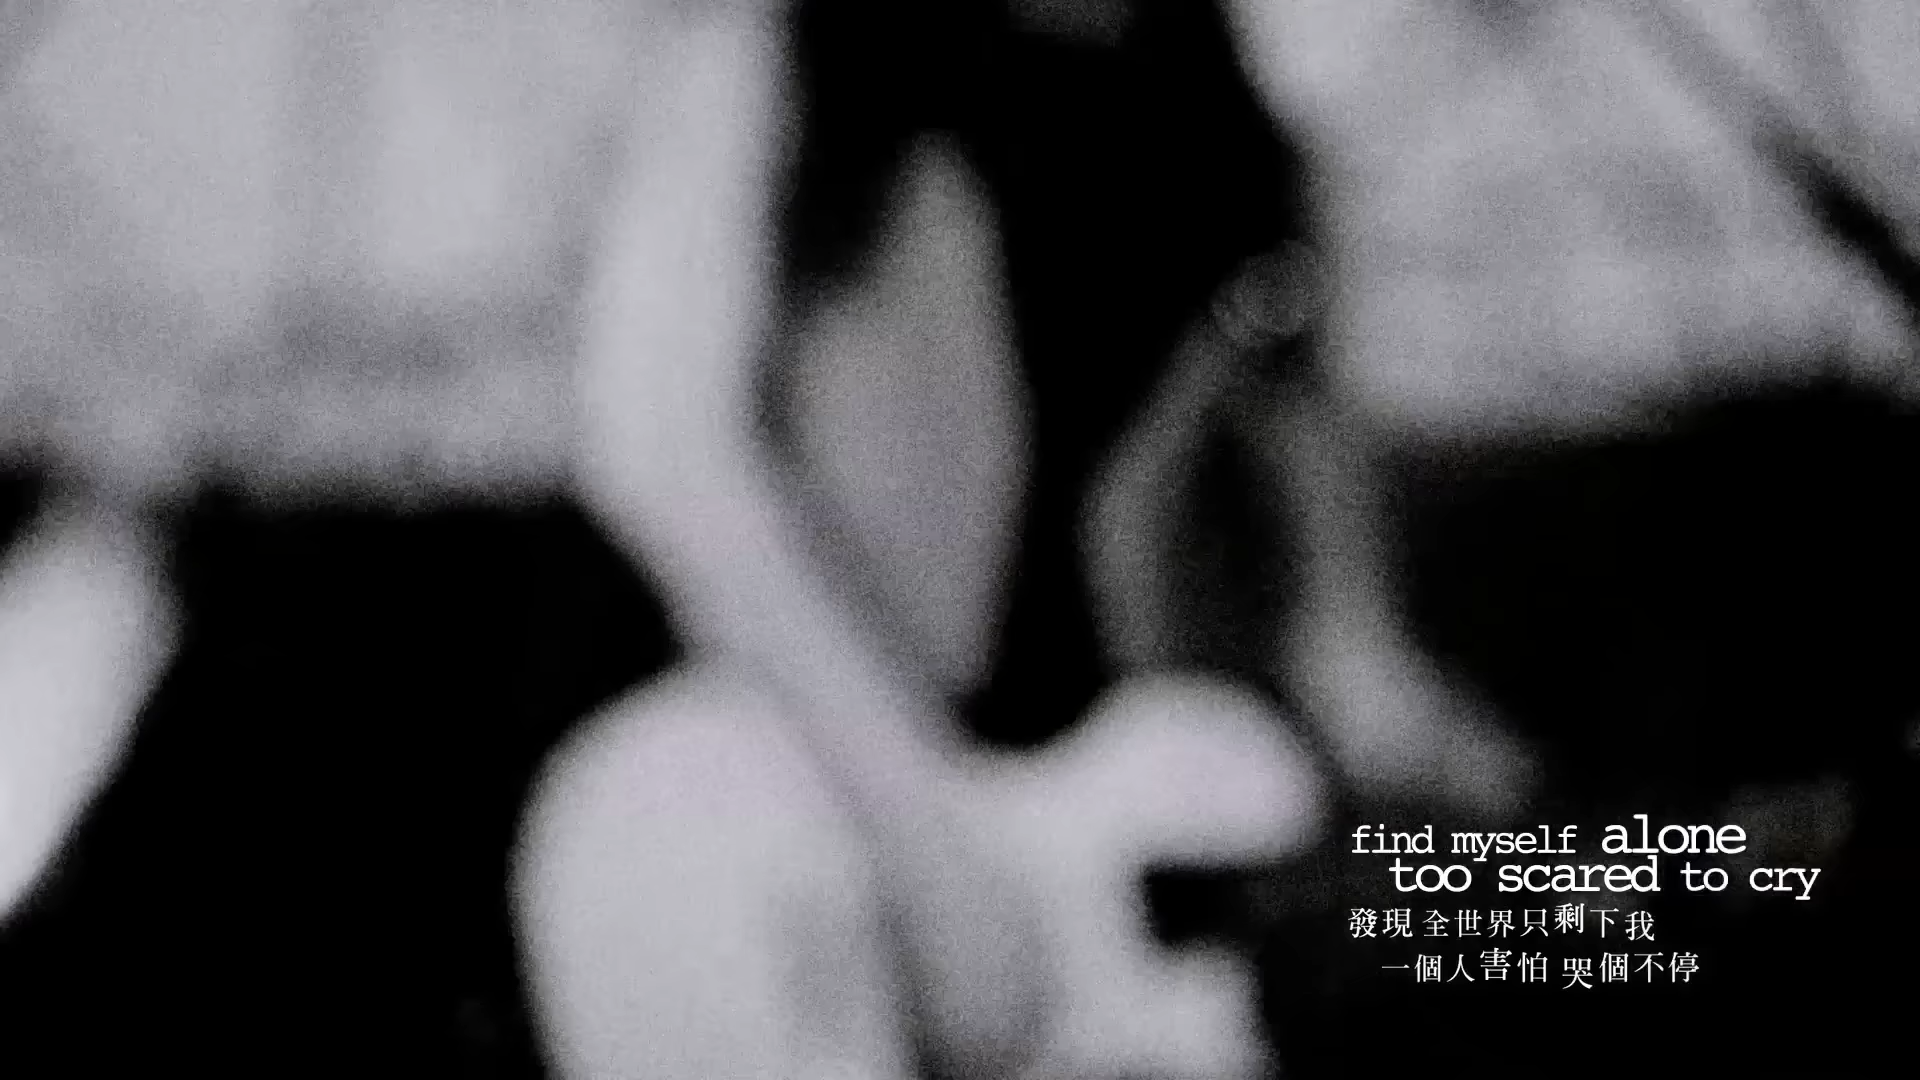 find myself alone
too scared to cry
發現 全世界只剩下我
一個人害怕 哭個不停